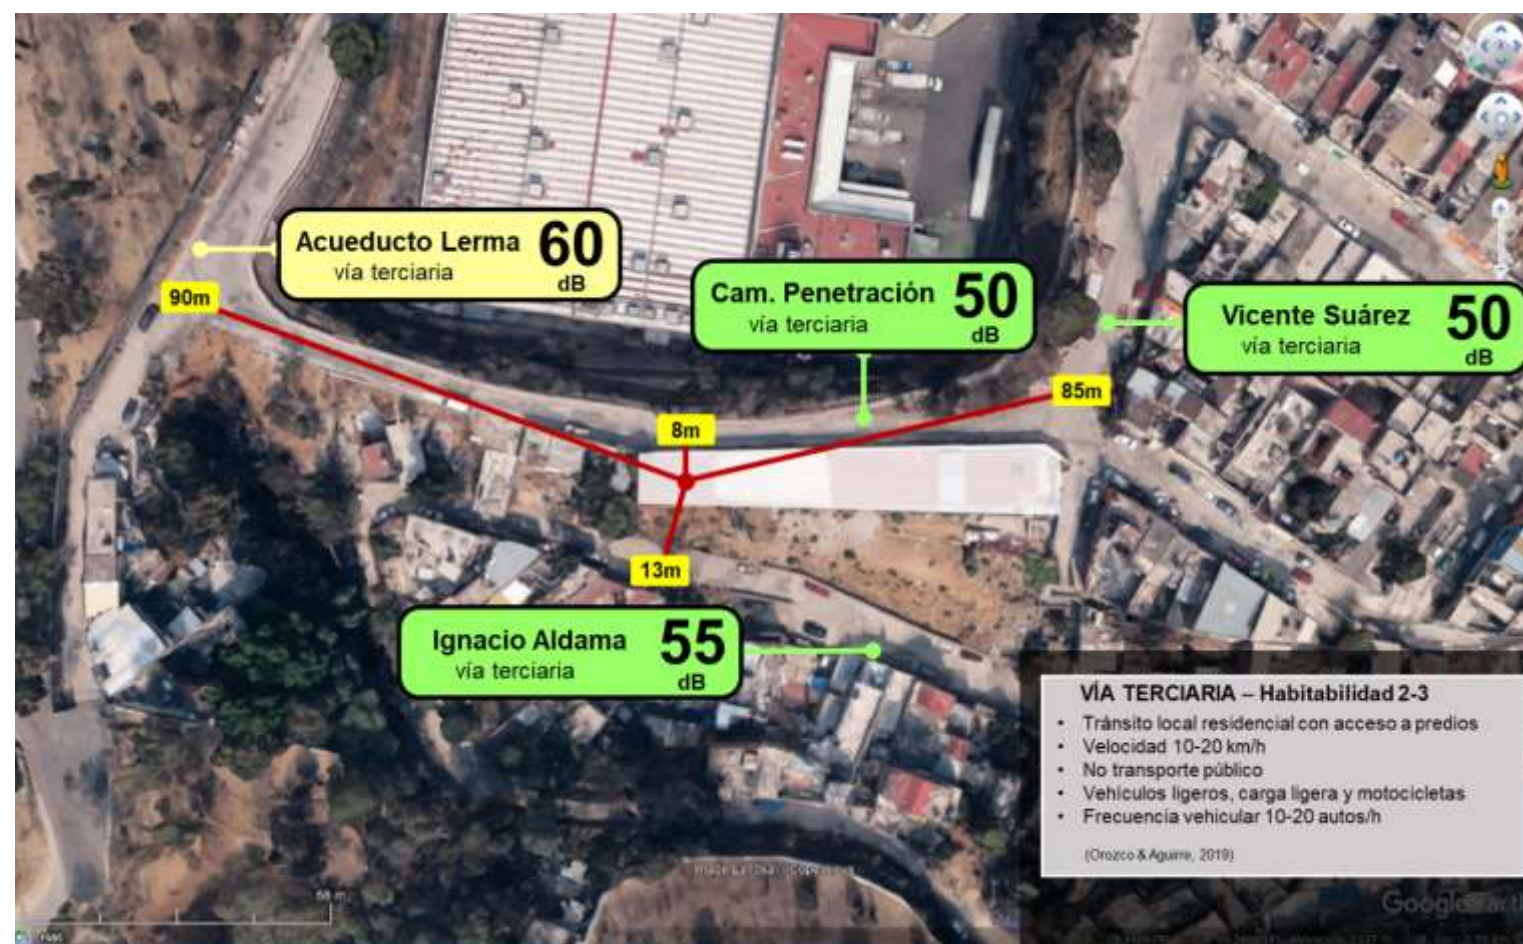 Acueducto Lerma 60
vía terciaria dB
90m
Cam. Penetración 50
vía terciaria dB
Vicente Suárez 50
vía terciaria dB
85m
8m
13m
Ignacio Aldama 55
vía terciaria dB
VÍA TERCIARIA – Habitabilidad 2-3
• Tránsito local residencial con acceso a predios
• Velocidad 10-20 km/h
• No transporte público
• Vehículos ligeros, carga ligera y motocicletas
• Frecuencia vehicular 10-20 autos/h
(Orozco & Aguirre, 2019)
Google Earth